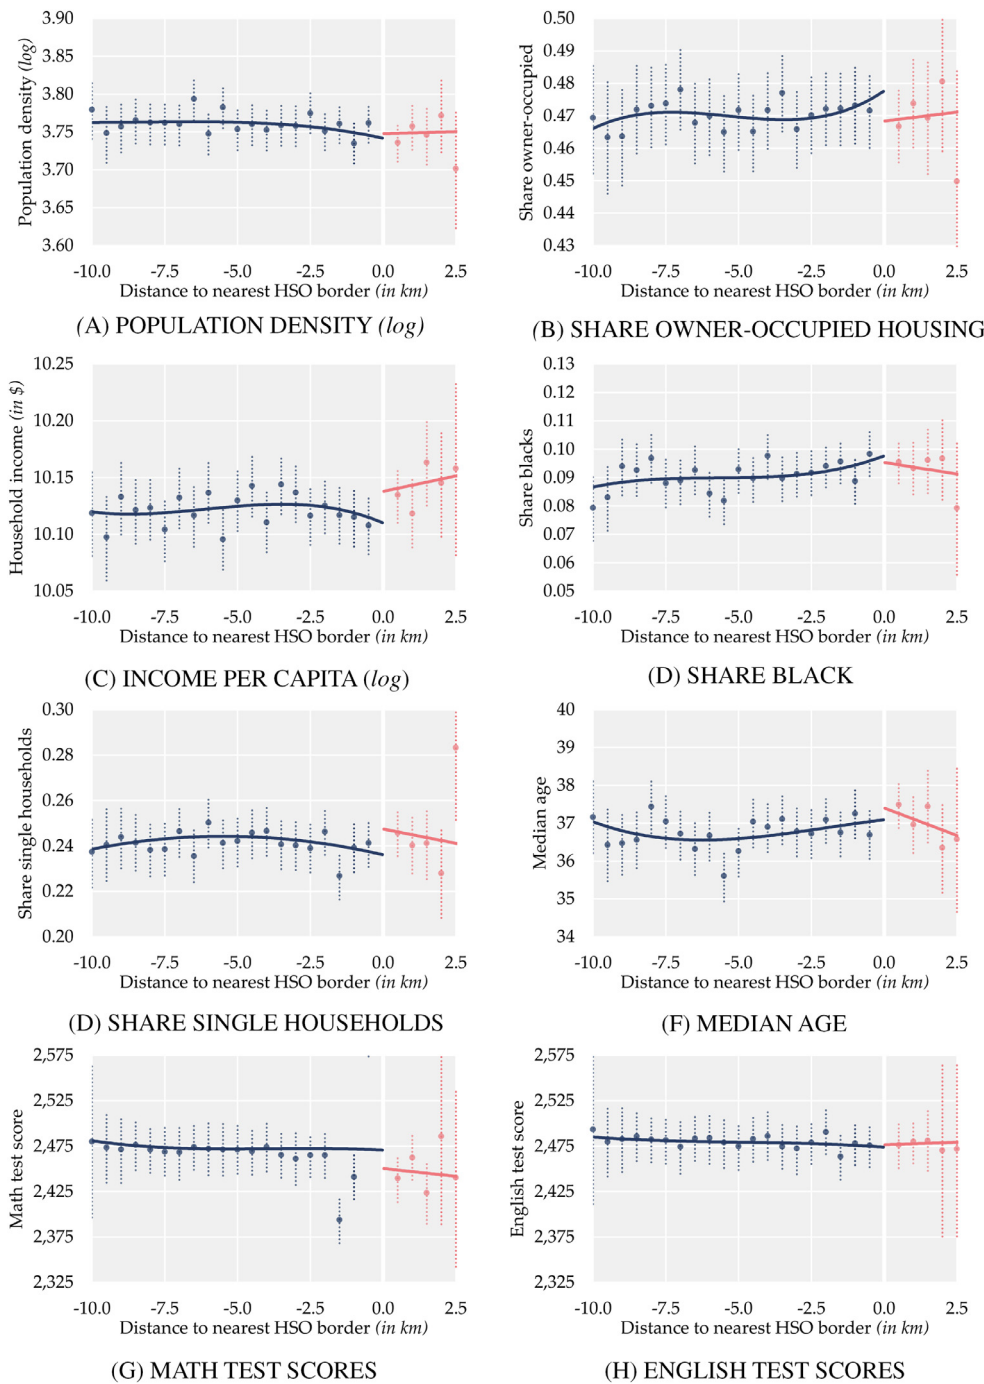 3.90
3.85
3.80
3.75
3.70
3.65
3.60
Population density (log)
-10.0 -7.5 -5.0 -2.5 0.0 2.5
Distance to nearest HSO border (in km)
(A) POPULATION DENSITY (log)
0.50
0.49
0.48
0.47
0.46
0.45
0.44
0.43
Share owner-occupied
-10.0 -7.5 -5.0 -2.5 0.0 2.5
Distance to nearest HSO border (in km)
(B) SHARE OWNER-OCCUPIED HOUSING
10.25
10.20
10.15
10.10
10.05
Household income (in $)
-10.0 -7.5 -5.0 -2.5 0.0 2.5
Distance to nearest HSO border (in km)
(C) INCOME PER CAPITA (log)
0.13
0.12
0.11
0.10
0.09
0.08
0.07
0.06
0.05
Share blacks
-10.0 -7.5 -5.0 -2.5 0.0 2.5
Distance to nearest HSO border (in km)
(D) SHARE BLACK
0.30
0.28
0.26
0.24
0.22
0.20
Share single households
-10.0 -7.5 -5.0 -2.5 0.0 2.5
Distance to nearest HSO border (in km)
(D) SHARE SINGLE HOUSEHOLDS
40
39
38
37
36
35
34
Median age
-10.0 -7.5 -5.0 -2.5 0.0 2.5
Distance to nearest HSO border (in km)
(F) MEDIAN AGE
2,575
2,525
2,475
2,425
2,375
2,325
Math test score
-10.0 -7.5 -5.0 -2.5 0.0 2.5
Distance to nearest HSO border (in km)
(G) MATH TEST SCORES
2,575
2,525
2,475
2,425
2,375
2,325
English test score
-10.0 -7.5 -5.0 -2.5 0.0 2.5
Distance to nearest HSO border (in km)
(H) ENGLISH TEST SCORES